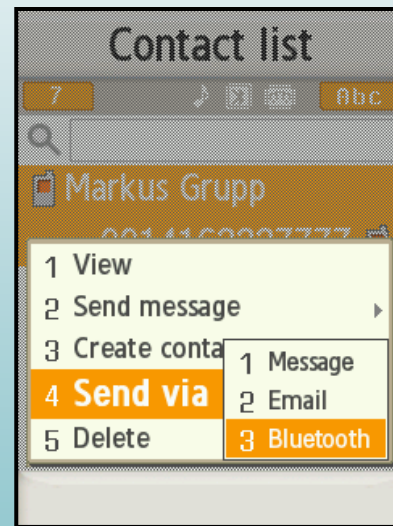 Contact list
7 Abc
Markus Grupp
1 View
2 Send message
3 Create conta
4 Send via
5 Delete
1 Message
2 Email
3 Bluetooth